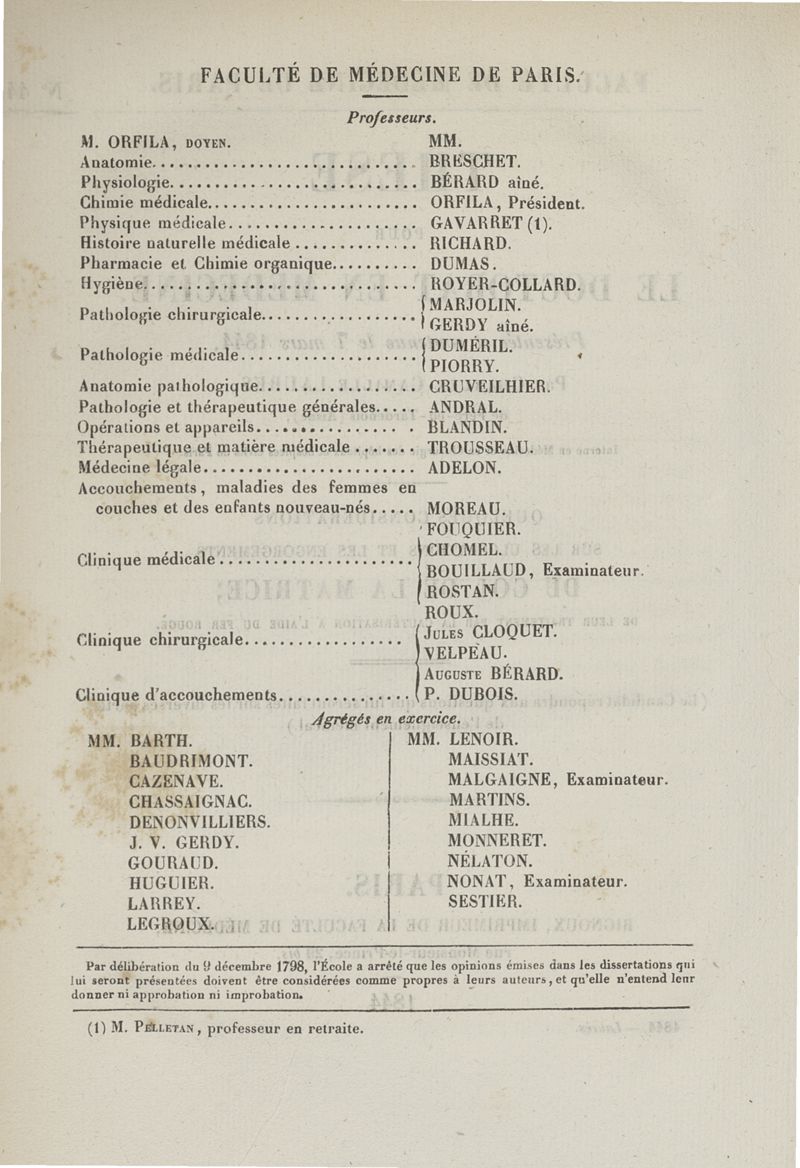 FACULTÉ DE MÉDECINE DE PARIS.
Professeurs.
M. ORFILA, DOYEN. MM.
Anatomie.............................. BRESCHET.
Physiologie............................ BÉRARD aîné.
Chimie médicale....................... ORFILA, Président.
Physique médicale..................... GAVARRET (1).
Histoire naturelle médicale.............. RICHARD.
Pharmacie et Chimie organique.......... DUMAS.
Hygiène.............................. ROYER-COLLARD.
Pathologie chirurgicale................. { MARJOLIN.
GERDY aîné.
Pathologie médicale.................... { DUMÉRIL.
PIORRY.
Anatomie pathologique.................. CRUVEILHIER.
Pathologie et thérapeutique générales..... ANDRAL.
Opérations et appareils................. BLANDIN.
Thérapeutique et matière médicale....... TROUSSEAU.
Médecine légale........................ ADELON.
Accouchements, maladies des femmes en
couches et des enfants nouveau-nés..... MOREAU.
FOUQUIER.
Clinique médicale...................... { CHOMEL.
BOUILLAUD, Examinateur.
ROSTAN.
ROUX.
Clinique chirurgicale.................. { JULES CLOQUET.
VELPEAU.
AUGUSTE BÉRARD.
Clinique d'accouchements............... P. DUBOIS.
Agrégés en exercice.
MM. BARTH.
BAUDRIMONT.
CAZENAVE.
CHASSAIGNAC.
DENONVILLIERS.
J. V. GERDY.
GOURAUD.
HUGUIER.
LARREY.
LEGROUX.
MM. LENOIR.
MAISSIAT.
MALGAIGNE, Examinateur.
MARTINS.
MIALHE.
MONNERET.
NÉLATON.
NONAT, Examinateur.
SESTIER.
Par délibération du 9 décembre 1798, l'École a arrêté que les opinions émises dans les dissertations qui
lui seront présentées doivent être considérées comme propres à leurs auteurs, et qu'elle n'entend leur
donner ni approbation ni improbation.
(1) M. PELLETAN, professeur en retraite.